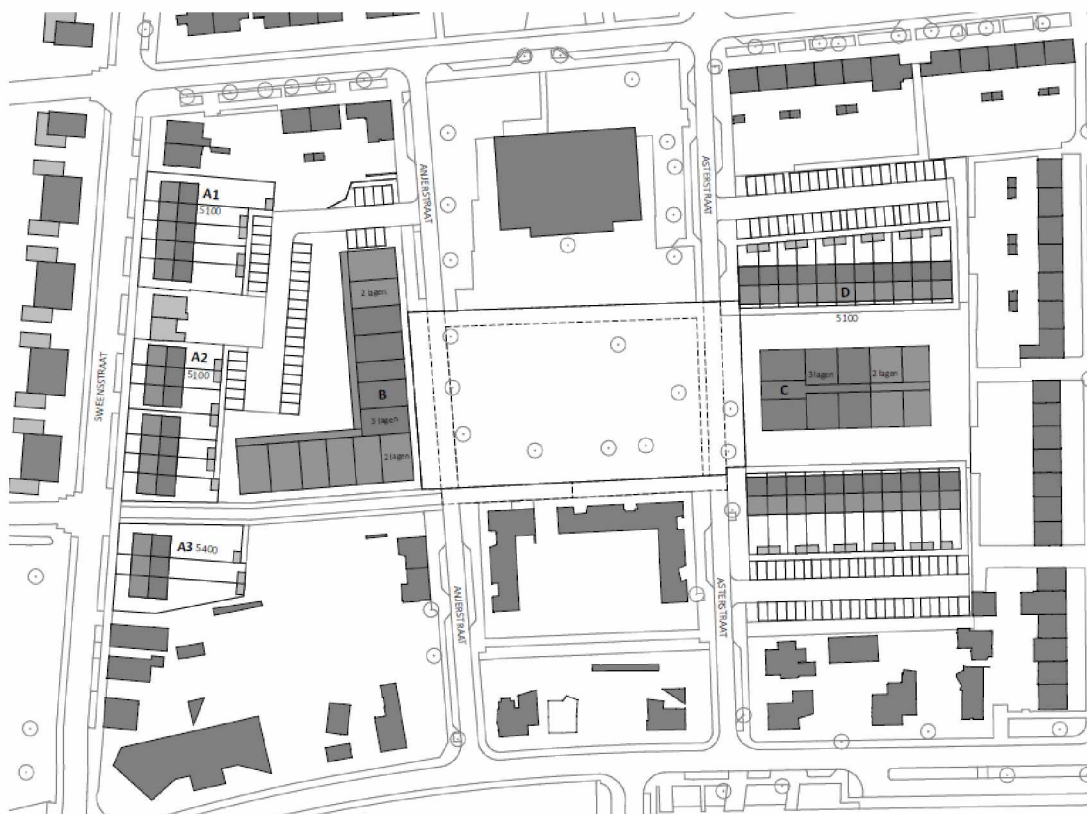 A1
5100
ANJERSTRAAT
ASTERSTRAAT
2 lagen
D
5100
SWEENSSTRAAT
A2
5100
B
3 lagen
2 lagen
C
3 lagen
2 lagen
A3 5400
ANJERSTRAAT
ASTERSTRAAT